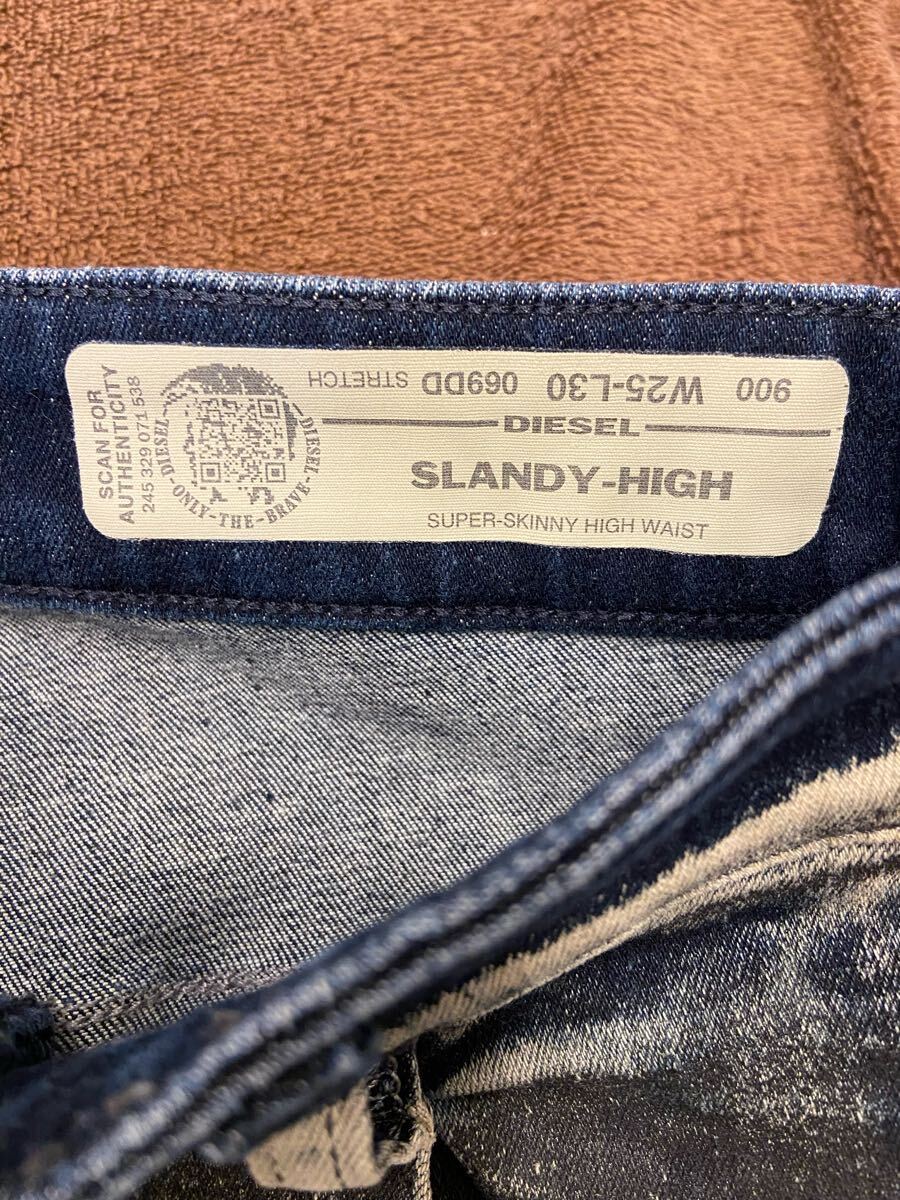 SCAN FOR
AUTHENTICITY
245 329 071 538
DIESEL-ONLY-THE-BRAVE-DIESEL
900 W25-L30 069DD STRETCH
DIESEL
SLANDY-HIGH
SUPER-SKINNY HIGH WAIST